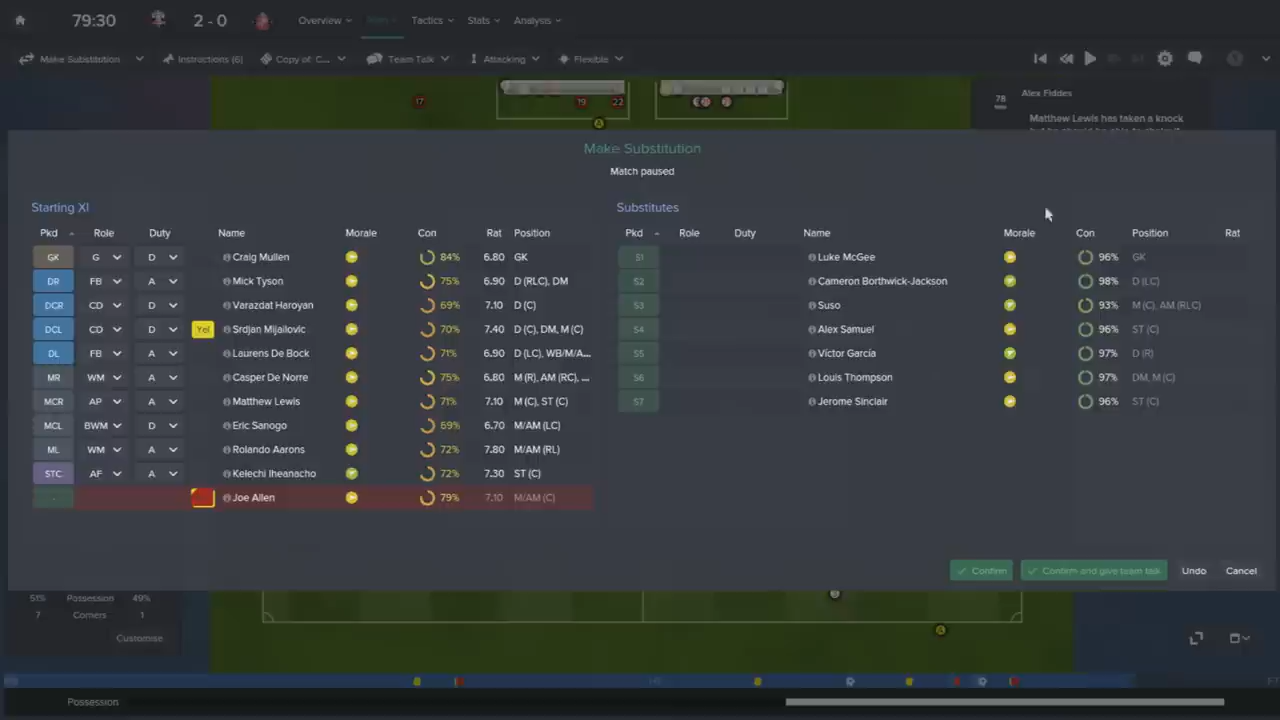 79:30 2 - 0 Overview Tactics Stats Analysis
Make Substitution Instructions (6) Copy of: C... Team Talk Attacking Flexible
17 19 22
78 Alex Fiddes
Matthew Lewis has taken a knock
Make Substitution
Match paused
Starting XI
Pkd Role Duty Name Morale Con Rat Position
GK G D Craig Mullen 84% 6.80 GK
DR FB A Mick Tyson 75% 6.90 D (RLC), DM
DCR CD D Varazdat Haroyan 69% 7.10 D (C)
DCL CD D Yel Srdjan Mijailovic 70% 7.40 D (C), DM, M (C)
DL FB A Laurens De Bock 71% 6.90 D (LC), WB/M/A...
MR WM A Casper De Norre 75% 6.80 M (R), AM (RC), ...
MCR AP A Matthew Lewis 71% 7.10 M (C), ST (C)
MCL BWM D Eric Sanogo 69% 6.70 M/AM (LC)
ML WM A Rolando Aarons 72% 7.80 M/AM (RL)
STC AF A Kelechi Iheanacho 72% 7.30 ST (C)
- Joe Allen 79% 7.10 M/AM (C)
Substitutes
Pkd Role Duty Name Morale Con Position Rat
S1 Luke McGee 96% GK
S2 Cameron Borthwick-Jackson 98% D (LC)
S3 Suso 93% M (C), AM (RLC)
S4 Alex Samuel 96% ST (C)
S5 Víctor García 97% D (R)
S6 Louis Thompson 97% DM, M (C)
S7 Jerome Sinclair 96% ST (C)
Confirm Confirm and give team talk Undo Cancel
51% Possession 49%
7 Corners 1
Customise
Possession